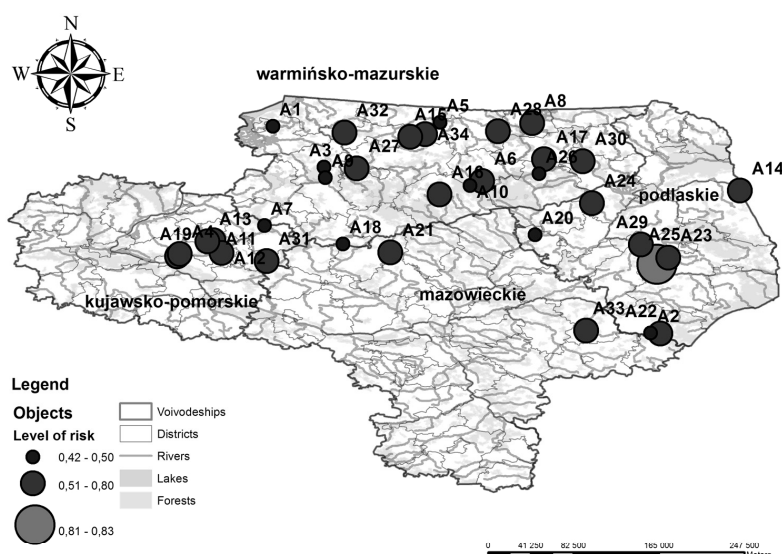 N
W E
S
warmińsko-mazurskie
A1
A32
A15
A5
A34
A28
A8
A3
A9
A27
A6
A17
A26
A30
A16
A10
A24
podlaskie
A14
A7
A13
A19
A4
A11
A12
A31
A18
A21
A20
A29
A25
A23
kujawsko-pomorskie
mazowieckie
A33
A22
A2
Legend
Objects
Level of risk
0,42 - 0,50
0,51 - 0,80
0,81 - 0,83
Voivodeships
Districts
Rivers
Lakes
Forests
0 41 250 82 500 165 000 247 500
Meters